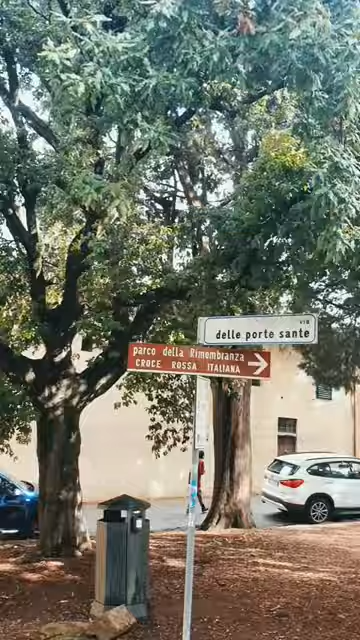 VIA
delle porte sante
parco della Rimembranza
CROCE ROSSA ITALIANA